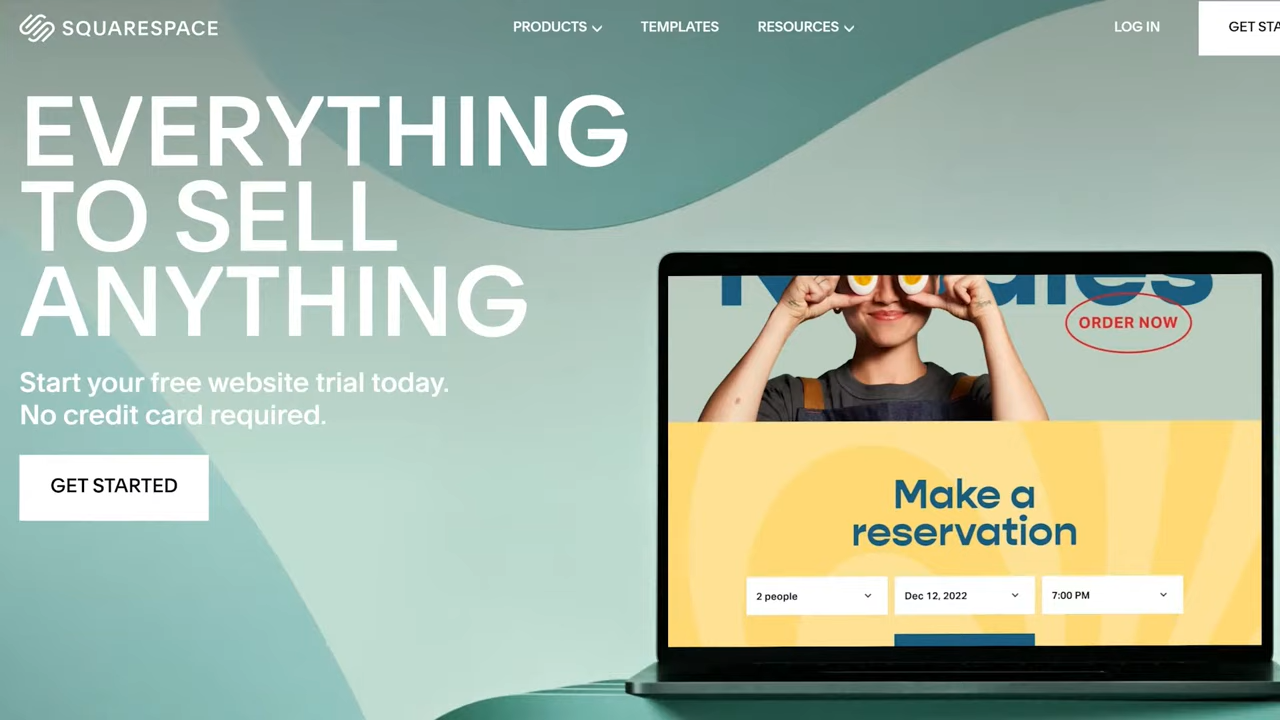 SQUARESPACE
PRODUCTS
TEMPLATES
RESOURCES
LOG IN
GET
EVERYTHING
TO SELL
ANYTHING
Start your free website trial today.
No credit card required.
GET STARTED
ORDER NOW
Make a
reservation
2 people
Dec 12, 2022
7:00 PM